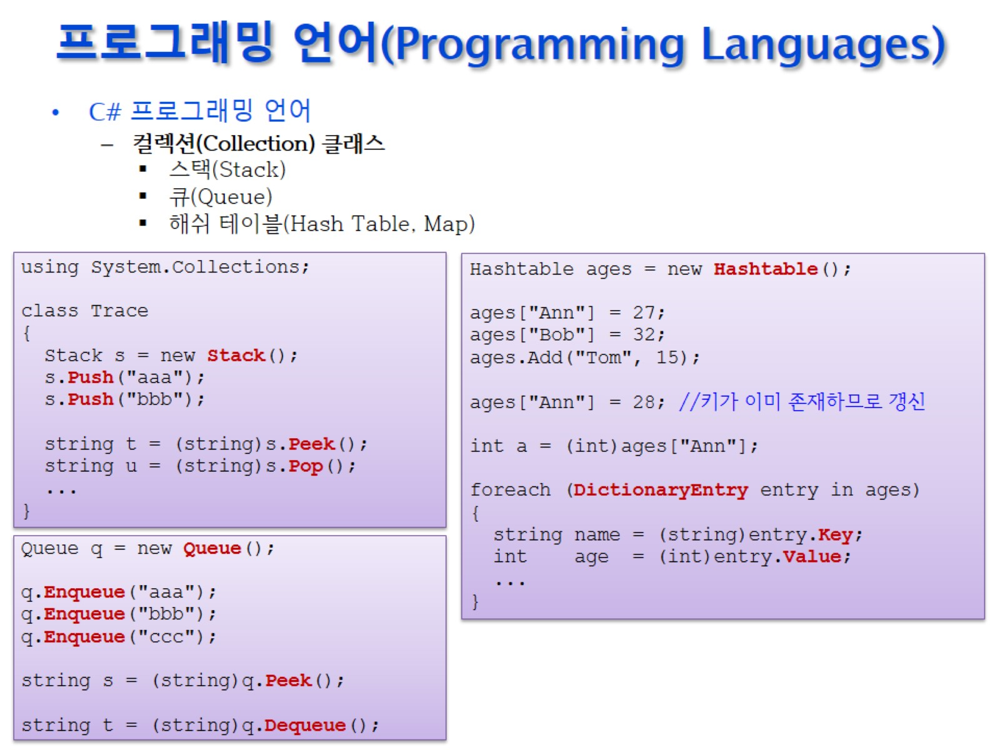 프로그래밍 언어(Programming Languages)
• C# 프로그래밍 언어
– 컬렉션(Collection) 클래스
▪ 스택(Stack)
▪ 큐(Queue)
▪ 해쉬 테이블(Hash Table, Map)
using System.Collections;
class Trace
{
  Stack s = new Stack();
  s.Push("aaa");
  s.Push("bbb");
  string t = (string)s.Peek();
  string u = (string)s.Pop();
  ...
}
Queue q = new Queue();
q.Enqueue("aaa");
q.Enqueue("bbb");
q.Enqueue("ccc");
string s = (string)q.Peek();
string t = (string)q.Dequeue();
Hashtable ages = new Hashtable();
ages["Ann"] = 27;
ages["Bob"] = 32;
ages.Add("Tom", 15);
ages["Ann"] = 28; //키가 이미 존재하므로 갱신
int a = (int)ages["Ann"];
foreach (DictionaryEntry entry in ages)
{
  string name = (string)entry.Key;
  int    age  = (int)entry.Value;
  ...
}